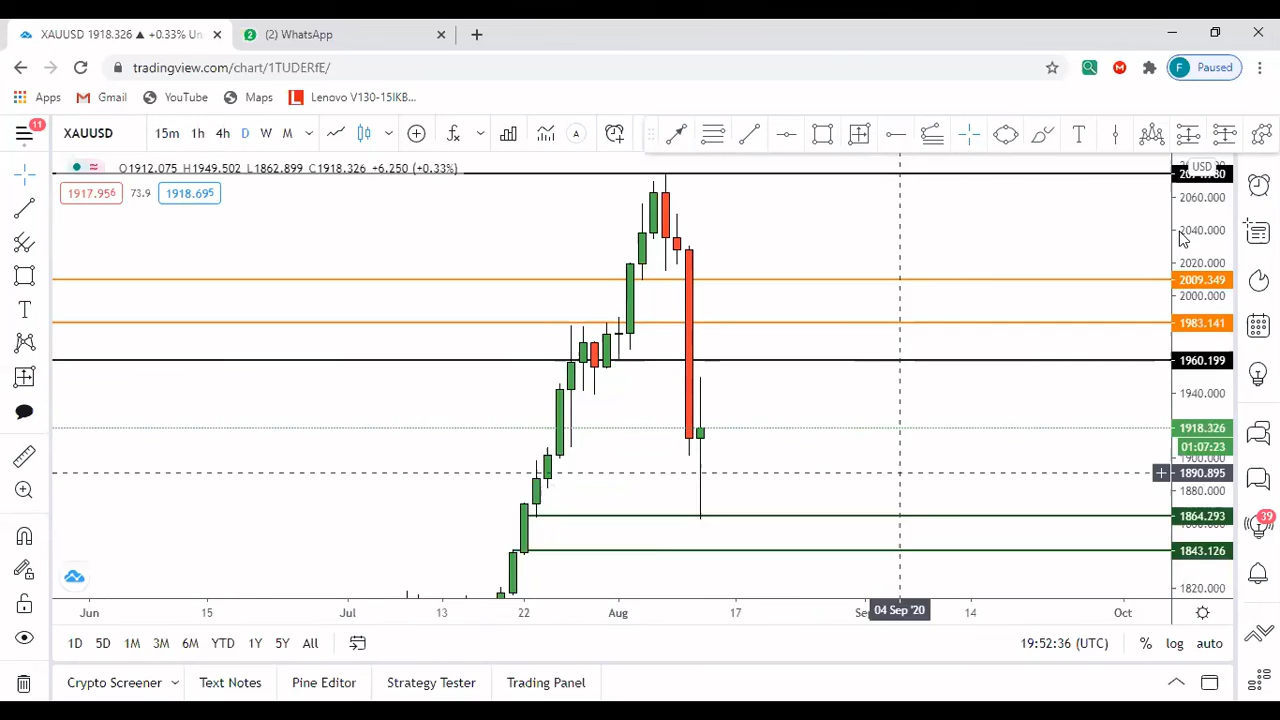 XAUUSD 1918.326 ▲ +0.33% Un
(2) WhatsApp
tradingview.com/chart/1TUDERfE/
F Paused
Apps Gmail YouTube Maps Lenovo V130-15IKB...
11 XAUUSD 15m 1h 4h D W M
O1912.075 H1949.502 L1862.899 C1918.326 +6.250 (+0.33%)
USD
1917.956 73.9 1918.695
2060.000
2040.000
2020.000
2009.349
2000.000
1983.141
1960.199
1940.000
1918.326
01:07:23
1900.000
1890.895
1880.000
1864.293
39
1843.126
1820.000
Jun 15 Jul 13 22 Aug 17 04 Sep '20 14 Oct
1D 5D 1M 3M 6M YTD 1Y 5Y All 19:52:36 (UTC) % log auto
Crypto Screener Text Notes Pine Editor Strategy Tester Trading Panel